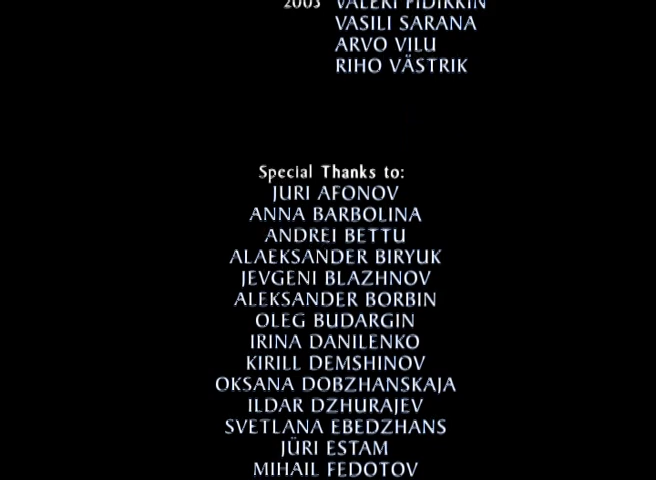 2003 VALERI PIDIKKIN
VASILI SARANA
ARVO VILU
RIHO VÄSTRIK
Special Thanks to:
JURI AFONOV
ANNA BARBOLINA
ANDREI BETTU
ALAEKSANDER BIRYUK
JEVGENI BLAZHNOV
ALEKSANDER BORBIN
OLEG BUDARGIN
IRINA DANILENKO
KIRILL DEMSHINOV
OKSANA DOBZHANSKAJA
ILDAR DZHURAJEV
SVETLANA EBEDZHANS
JÜRI ESTAM
MIHAIL FEDOTOV